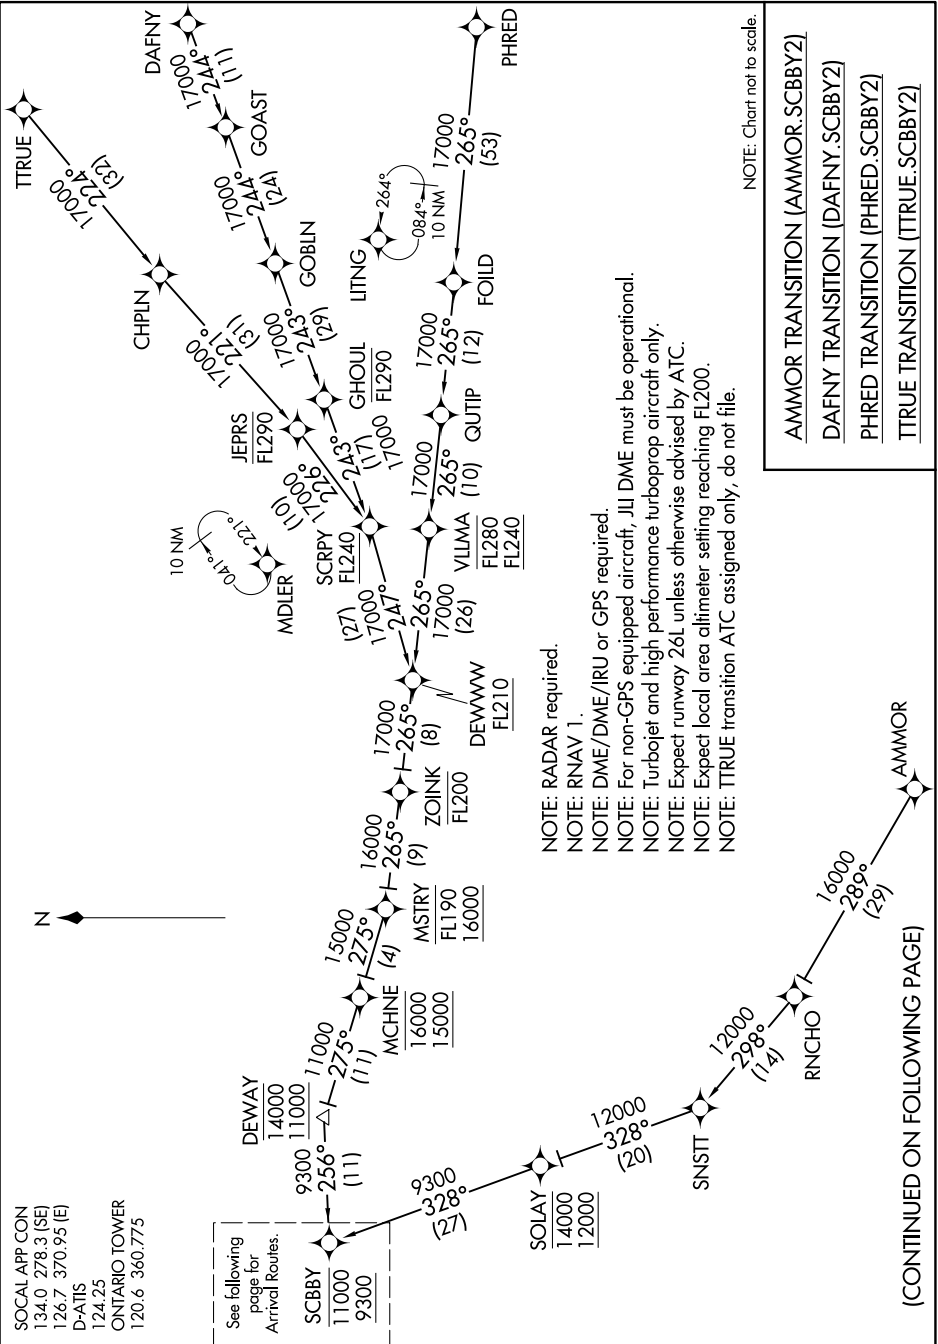 SOCAL APP CON
134.0 278.3 (SE)
126.7 370.95 (E)
D-ATIS
124.25
ONTARIO TOWER
120.6 360.775
N
See following
page for
Arrival Routes.
SCBBY
11000
9300
9300
256°
(11)
DEWAY
14000
11000
11000
275°
(11)
MCHNE
16000
15000
15000
275°
(4)
MSTRY
FL190
16000
16000
265°
(9)
ZOINK
FL200
17000
265°
(8)
DEWWW
FL210
(27)
17000
247°
SCRPY
FL240
265°
17000
(26)
VLLMA
FL280
FL240
17000
265°
(10)
QUTIP
17000
265°
(12)
FOILD
17000
265°
(53)
PHRED
10 NM
041°
221°
MDLER
(10)
17000
226°
JEPRS
FL290
17000
221°
(31)
CHPLN
17000
224°
(32)
TTRUE
243°
(17)
17000
GHOUL
FL290
17000
243°
(29)
GOBLN
17000
244°
(24)
GOAST
17000
244°
(11)
DAFNY
LITNG
264°
084°
10 NM
9300
328°
(27)
SOLAY
14000
12000
12000
328°
(20)
SNSTT
12000
298°
(14)
RNCHO
16000
289°
(29)
AMMOR
NOTE: RADAR required.
NOTE: RNAV 1.
NOTE: DME/DME/IRU or GPS required.
NOTE: For non-GPS equipped aircraft, JLI DME must be operational.
NOTE: Turbojet and high performance turboprop aircraft only.
NOTE: Expect runway 26L unless otherwise advised by ATC.
NOTE: Expect local area altimeter setting reaching FL200.
NOTE: TTRUE transition ATC assigned only, do not file.
NOTE: Chart not to scale.
AMMOR TRANSITION (AMMOR.SCBBY2)
DAFNY TRANSITION (DAFNY.SCBBY2)
PHRED TRANSITION (PHRED.SCBBY2)
TTRUE TRANSITION (TTRUE.SCBBY2)
(CONTINUED ON FOLLOWING PAGE)